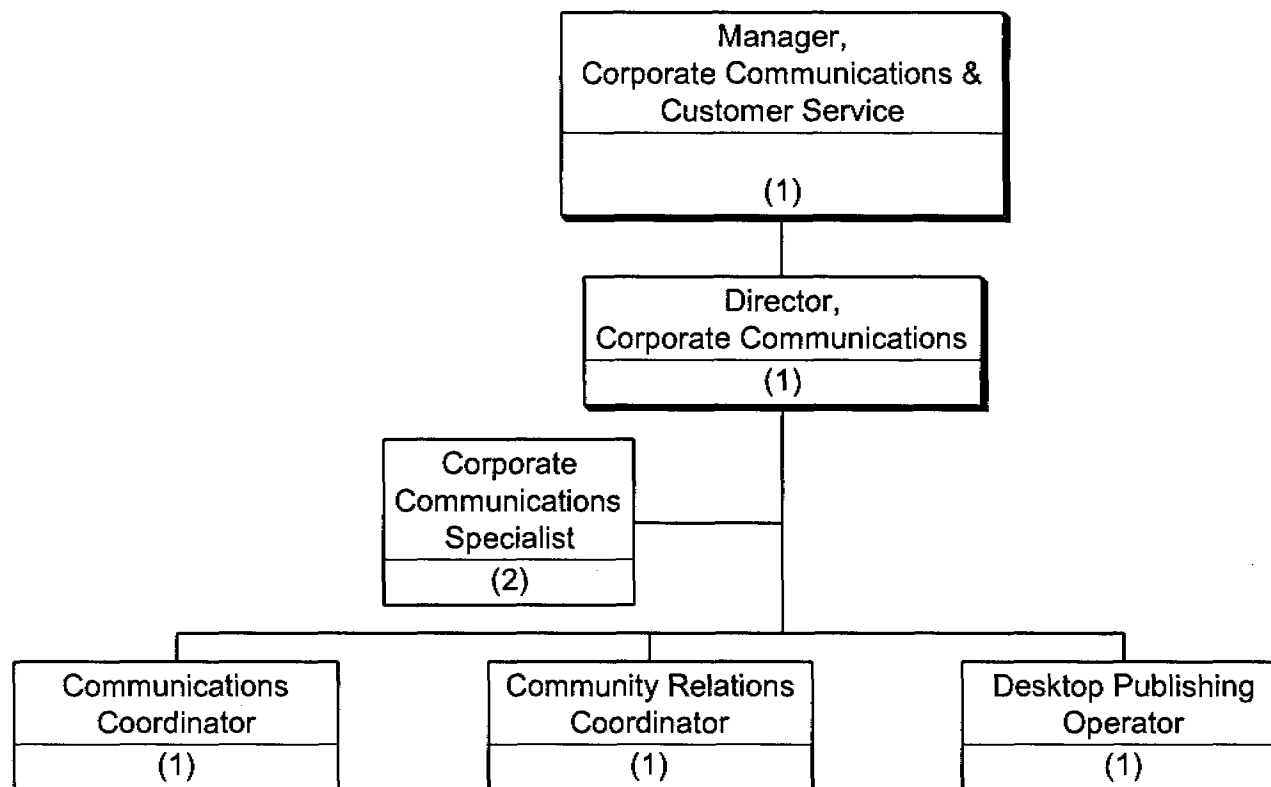 Manager,
Corporate Communications &
Customer Service
(1)
Director,
Corporate Communications
(1)
Corporate
Communications
Specialist
(2)
Communications
Coordinator
(1)
Community Relations
Coordinator
(1)
Desktop Publishing
Operator
(1)